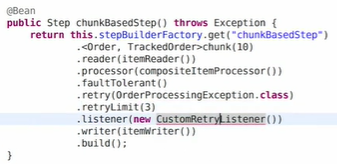 @Bean
public Step chunkBasedStep() throws Exception {
return this.stepBuilderFactory.get("chunkBasedStep")
.<Order, TrackedOrder>chunk(10)
.reader(itemReader())
.processor(compositeItemProcessor())
.faultTolerant()
.retry(OrderProcessingException.class)
.retryLimit(3)
.listener(new CustomRetryListener())
.writer(itemWriter())
.build();
}